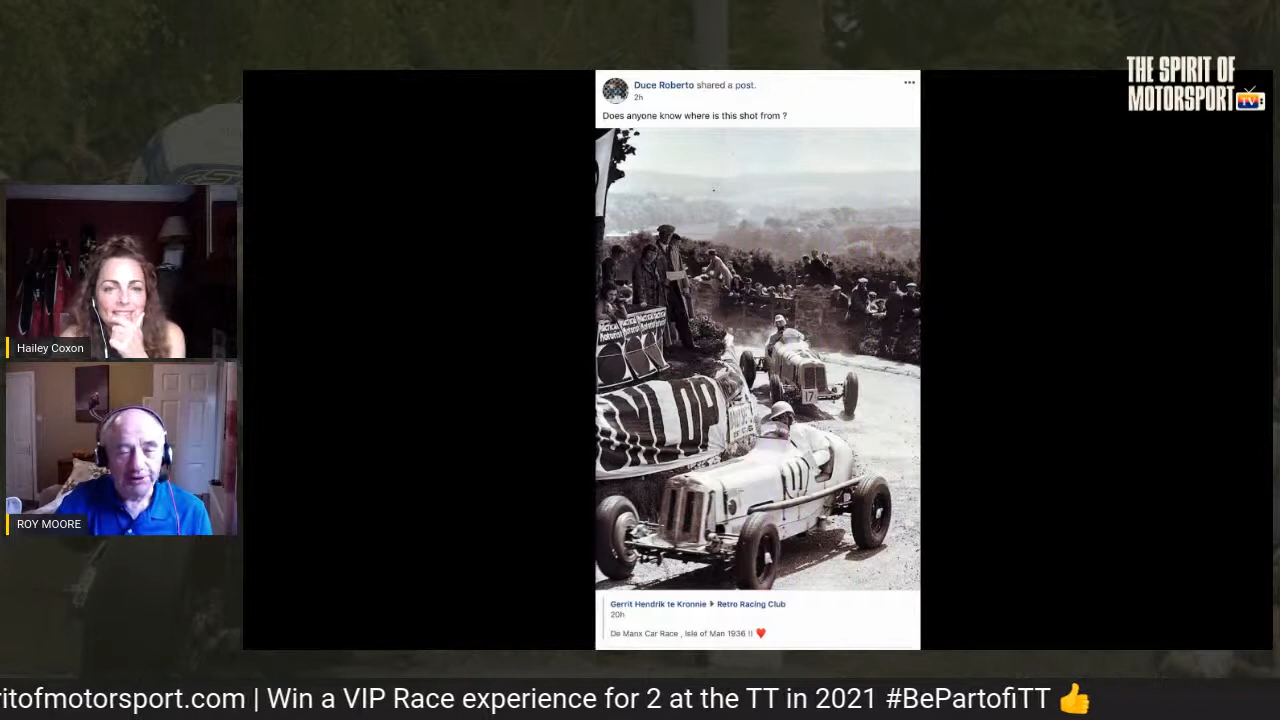 THE SPIRIT OF
MOTORSPORT TV
Duce Roberto shared a post.
2h
Does anyone know where is this shot from ?
17
Hailey Coxon
ROY MOORE
Gerrit Hendrik te Kronnie ▸ Retro Racing Club
20h
De Manx Car Race , Isle of Man 1936 !! ❤️
ritofmotorsport.com | Win a VIP Race experience for 2 at the TT in 2021 #BePartofiTT 👍